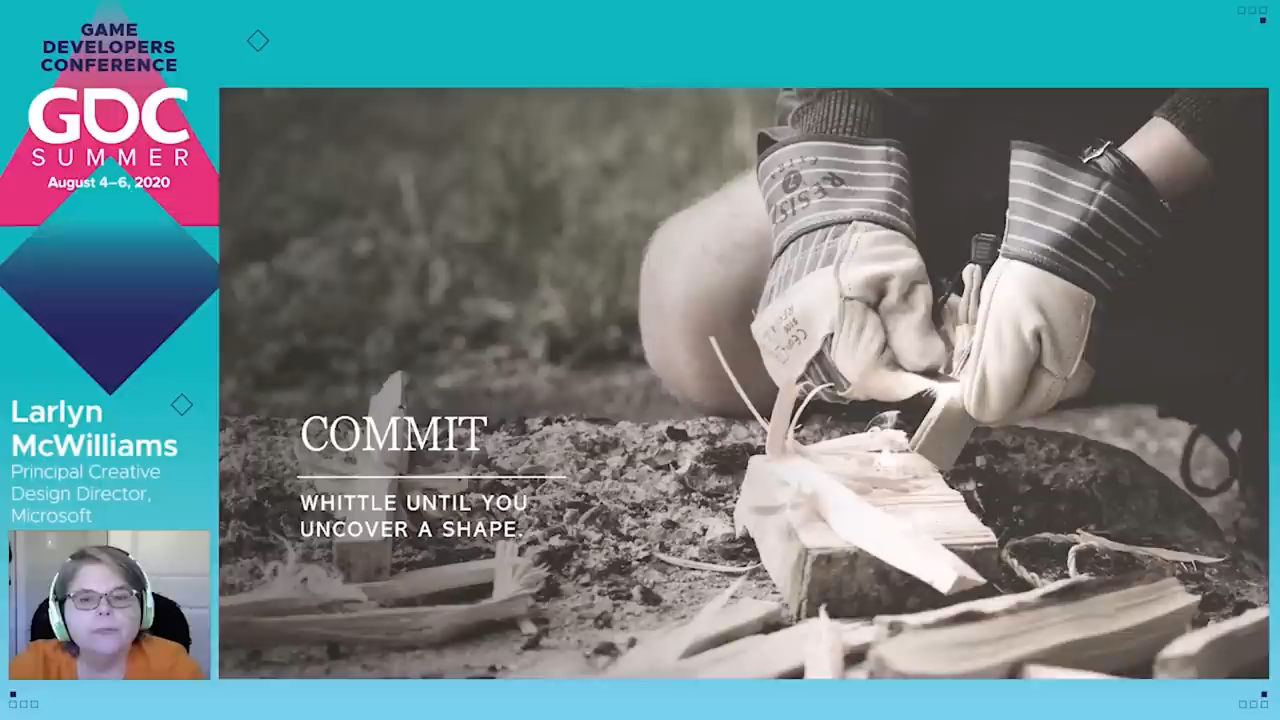 GAME
DEVELOPERS
CONFERENCE
GDC
SUMMER
August 4–6, 2020
Larlyn
McWilliams
Principal Creative
Design Director,
Microsoft
COMMIT
WHITTLE UNTIL YOU
UNCOVER A SHAPE.